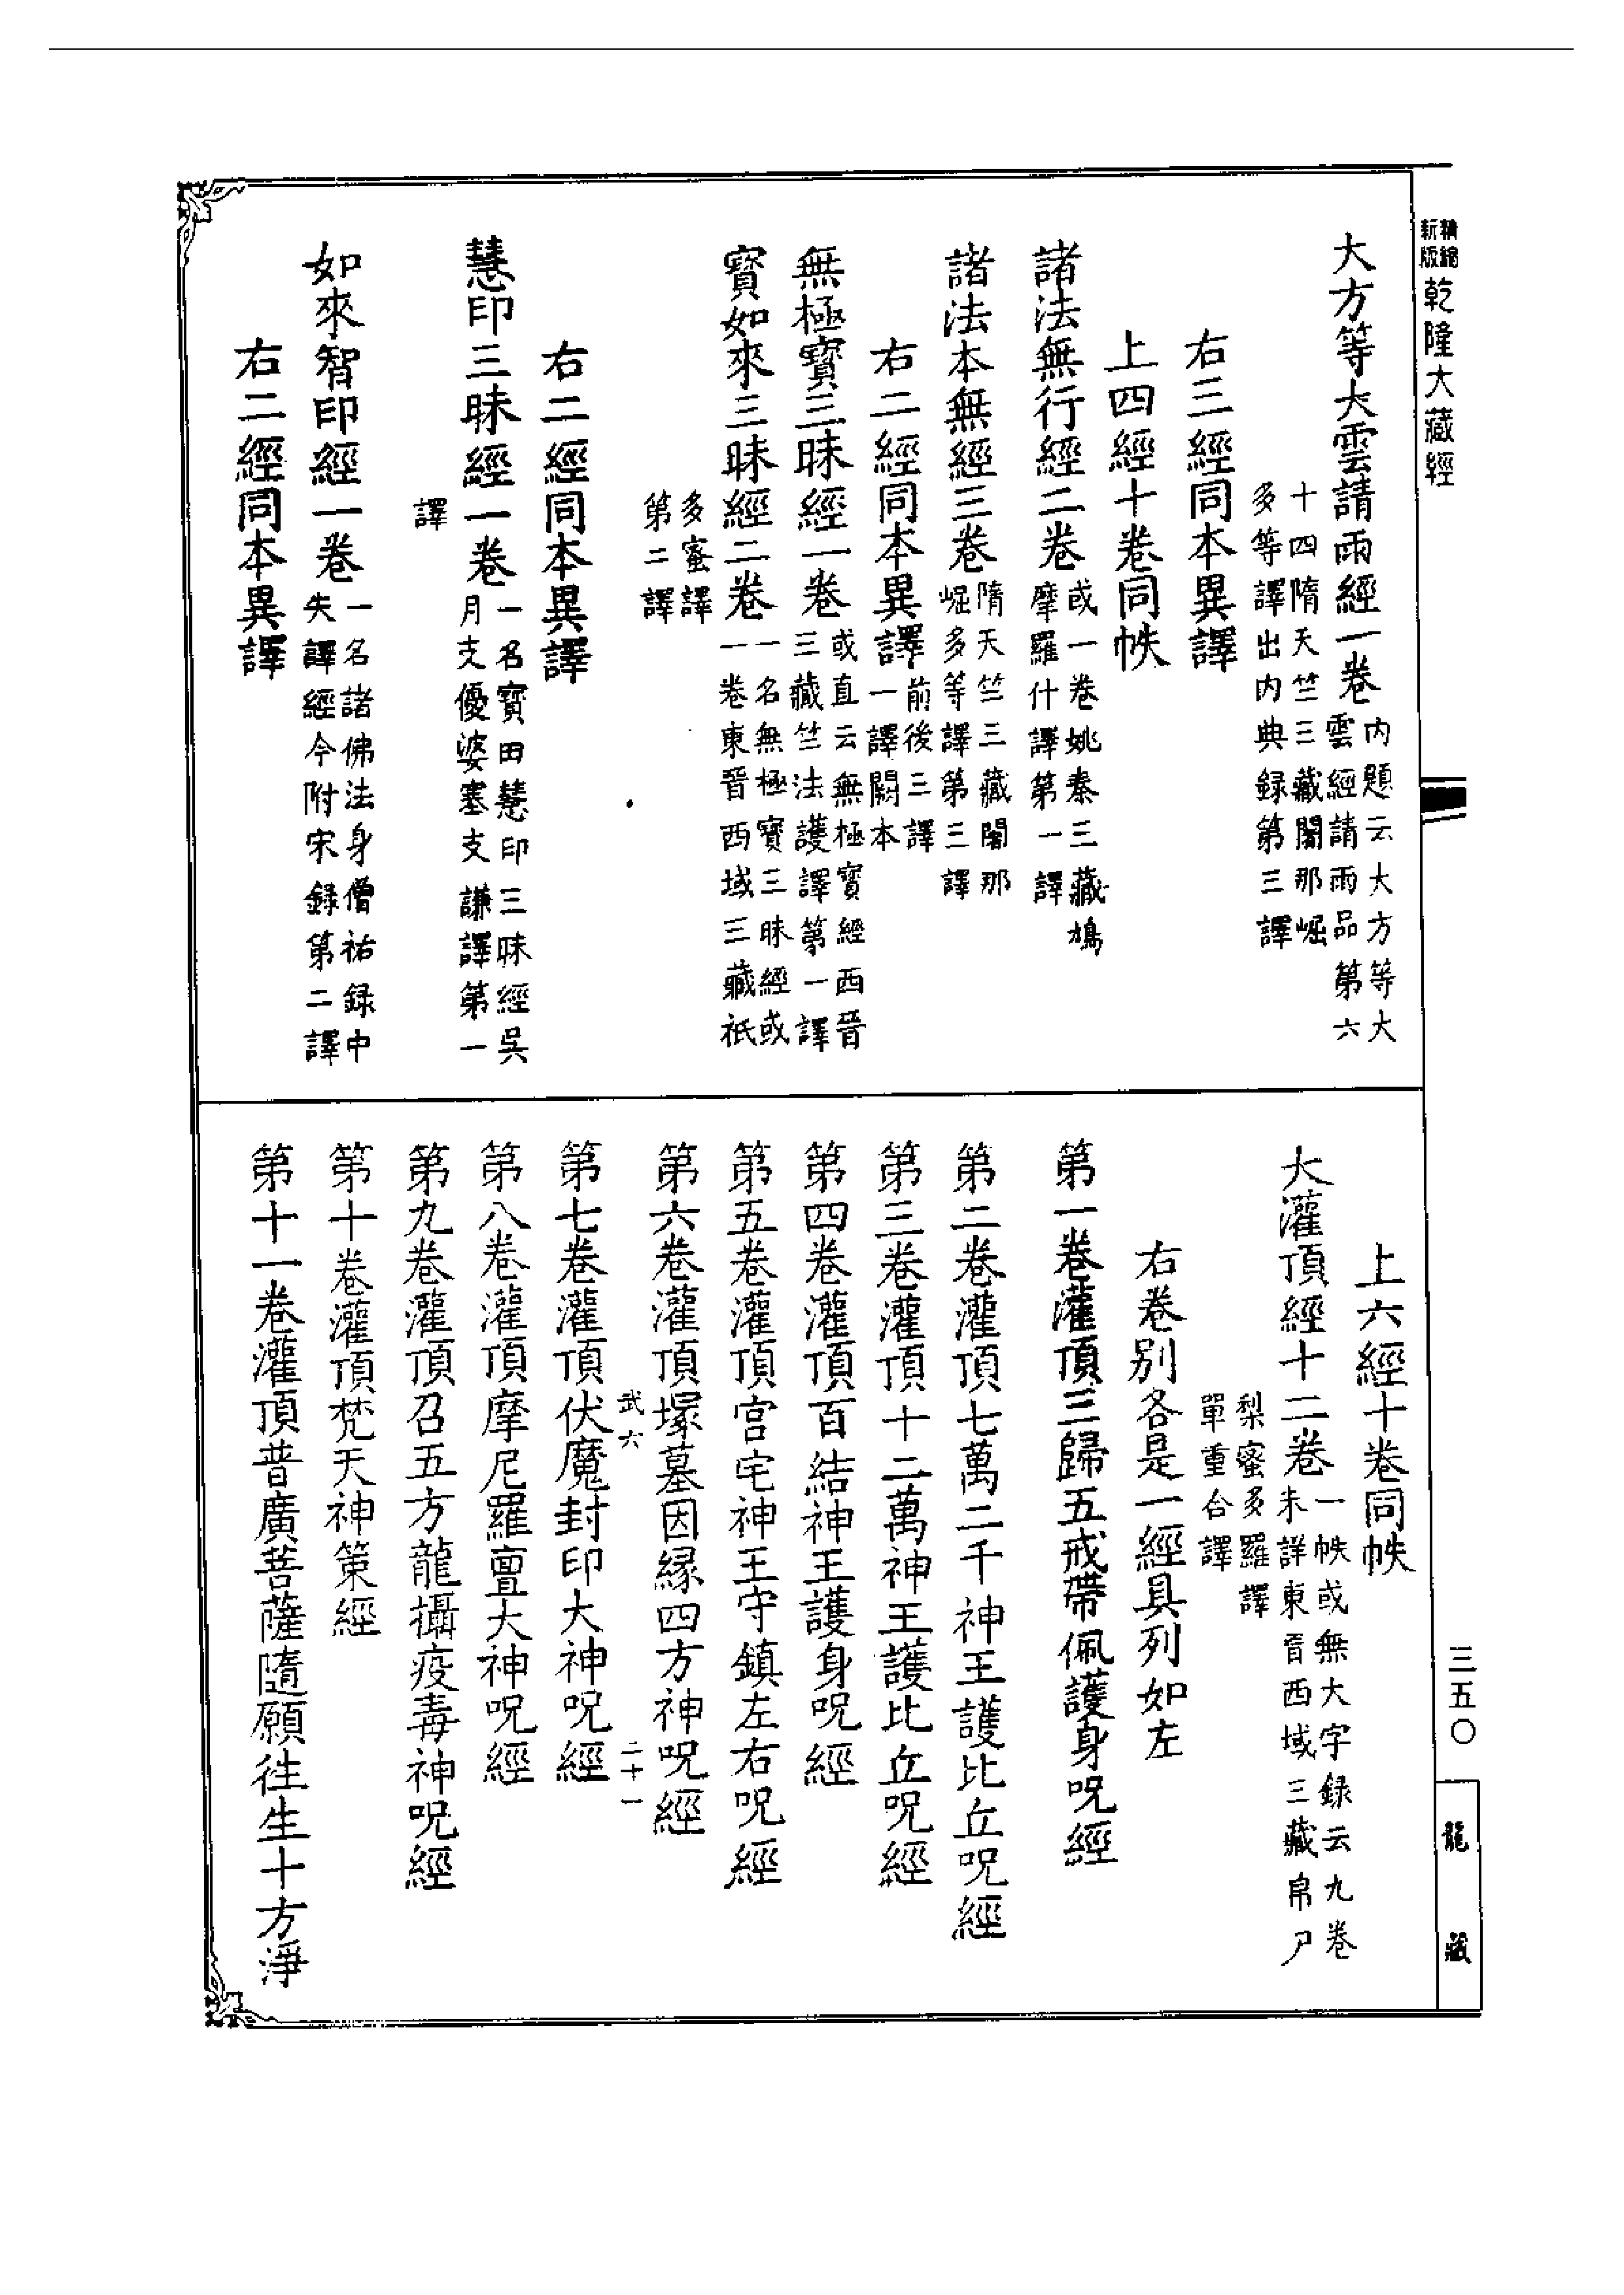 精縮新版乾隆大藏經
大方等大雲請雨經一卷內題云大方等大雲經請雨品第六
十四隋天竺三藏闍那崛多等譯出內典録第三譯
右三經同本異譯
上四經十卷同帙
諸法無行經二卷或一卷姚秦三藏鳩摩羅什譯第一譯
諸法本無經三卷隋天竺三藏闍那崛多等譯第三譯
右二經同本異譯前後三譯一譯闕本
無極寶三昧經一卷或直云無極寶經西晉三藏竺法護譯第一譯
寶如來三昧經二卷一名無極寶三昧經或一卷東晉西域三藏祇
多蜜譯第二譯
右二經同本異譯
慧印三昧經一卷一名寶田慧印三昧經吳月支優婆塞支謙譯第一
譯
如來智印經一卷一名諸佛法身僧祐録中失譯經今附宋録第二譯
右二經同本異譯
上六經十卷同帙
大灌頂經十二卷一帙或無大字録云九卷未詳東晉西域三藏帛尸
梨蜜多羅譯單重合譯
右卷別各是一經具列如左
第一卷灌頂三歸五戒帶佩護身呪經
第二卷灌頂七萬二千神王護比丘呪經
第三卷灌頂十二萬神王護比丘呪經
第四卷灌頂百結神王護身呪經
第五卷灌頂宮宅神王守鎮左右呪經
第六卷灌頂塚墓因緣四方神呪經
武六 二十一
第七卷灌頂伏魔封印大神呪經
第八卷灌頂摩尼羅亶大神呪經
第九卷灌頂召五方龍攝疫毒神呪經
第十卷灌頂梵天神策經
第十一卷灌頂普廣菩薩隨願往生十方淨
三五〇
龍藏